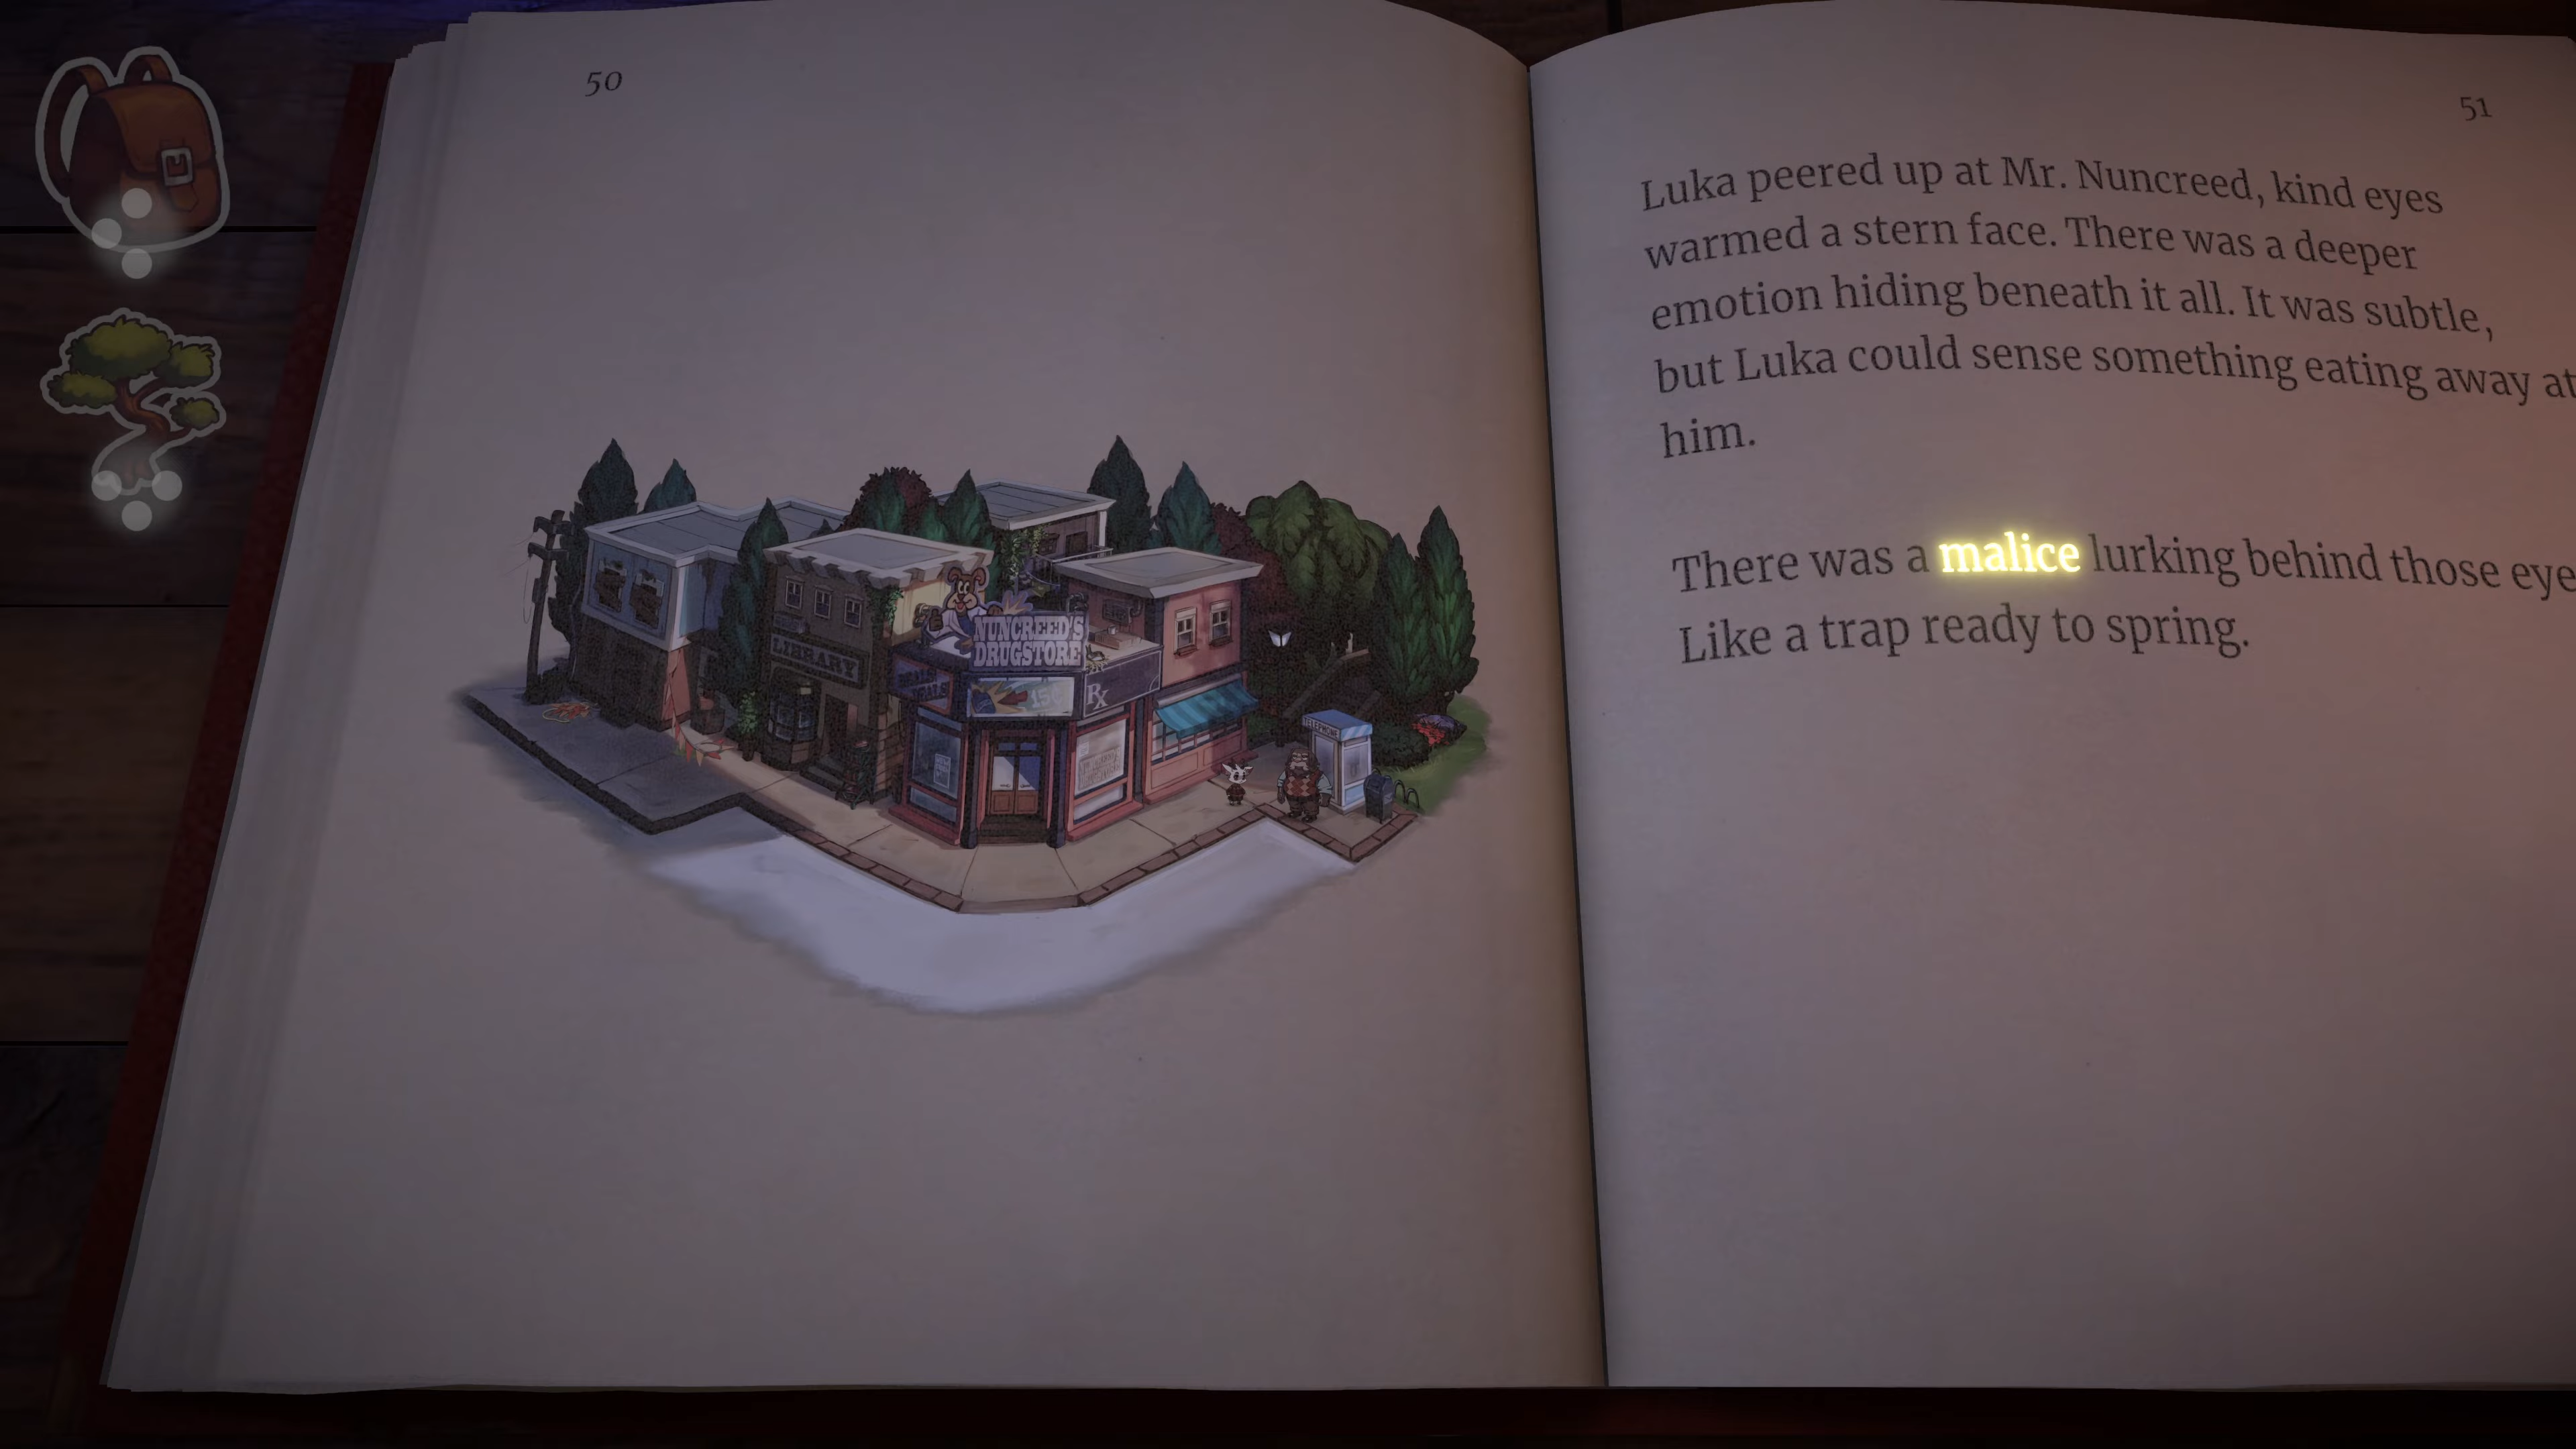 50
LIBRARY
NUNCREED'S
DRUGSTORE
15¢
Rx
TELEPHONE
51
Luka peered up at Mr. Nuncreed, kind eyes
warmed a stern face. There was a deeper
emotion hiding beneath it all. It was subtle,
but Luka could sense something eating away at
him.
There was a malice lurking behind those eye
Like a trap ready to spring.